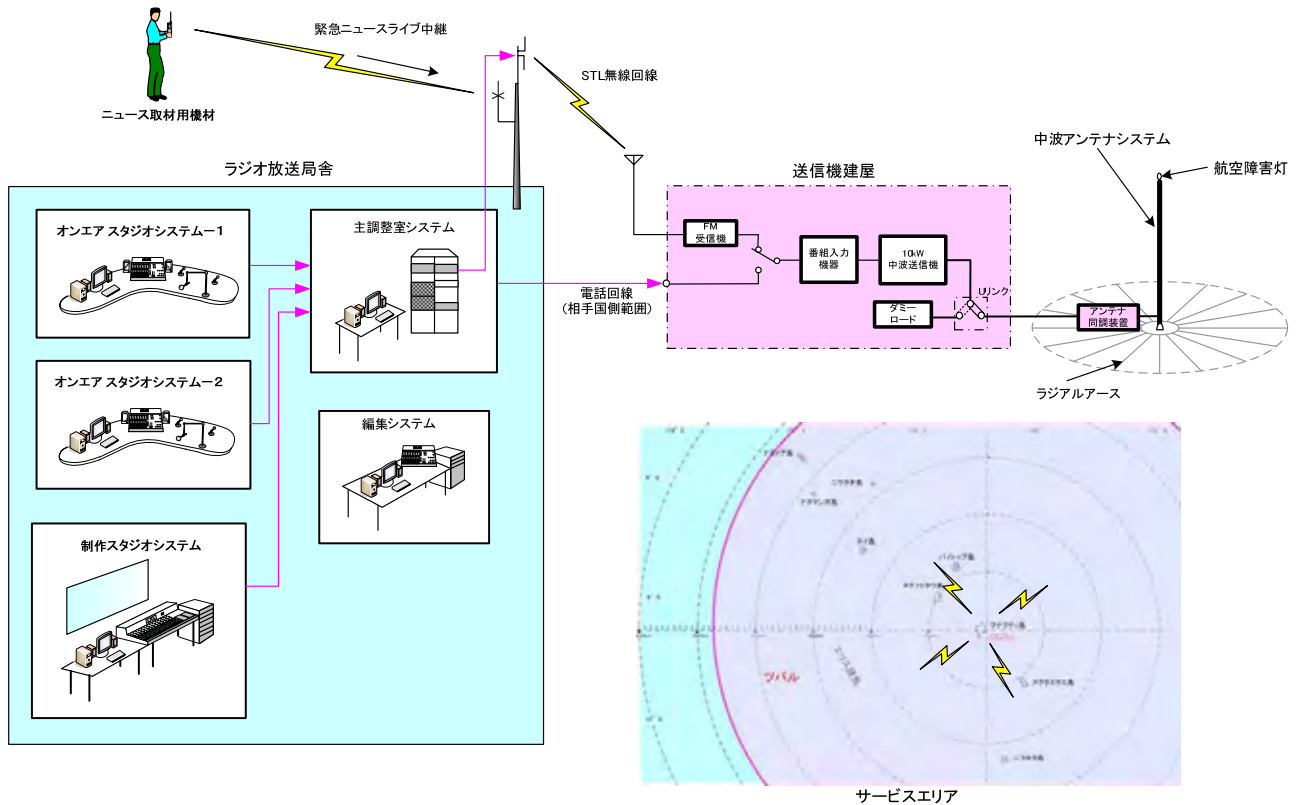 緊急ニュースライブ中継
STL無線回線
ニュース取材用機材
中波アンテナシステム
航空障害灯
ラジオ放送局舎
送信機建屋
オンエア スタジオシステムー1
主調整室システム
FM
受信機
番組入力
機器
10kW
中波送信機
Uリンク
ダミー
ロード
アンテナ
同調装置
電話回線
(相手国側範囲)
ラジアルアース
オンエア スタジオシステムー2
編集システム
制作スタジオシステム
ツバル
エリス諸島
サービスエリア